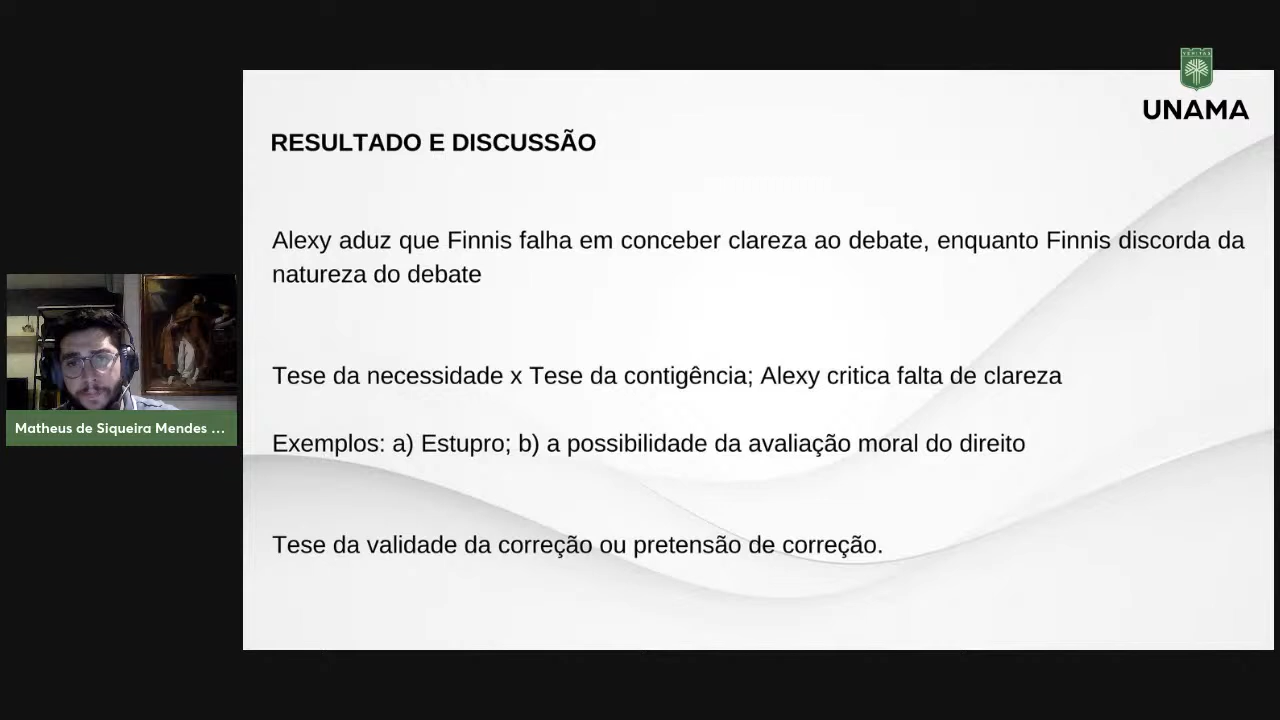 UNAMA
RESULTADO E DISCUSSÃO
Alexy aduz que Finnis falha em conceber clareza ao debate, enquanto Finnis discorda da
natureza do debate
Tese da necessidade x Tese da contigência; Alexy critica falta de clareza
Exemplos: a) Estupro; b) a possibilidade da avaliação moral do direito
Tese da validade da correção ou pretensão de correção.
Matheus de Siqueira Mendes ...